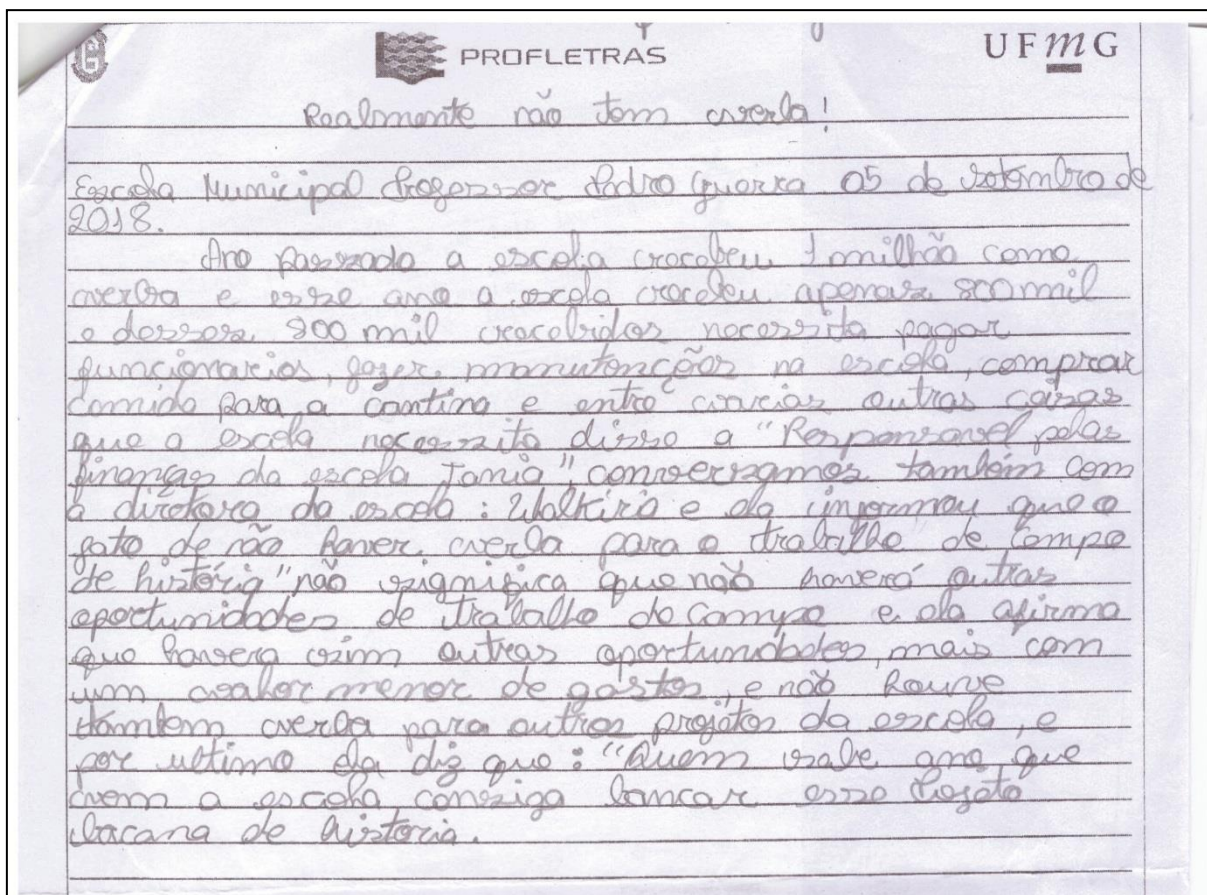 PROFLETRAS
UFMG
Realmente não tem verba!
Escola Municipal Professor Pedro Guerra 05 de setembro de
2018.
Ano passado a escola recebeu 1 milhão como
verba e esse ano a escola recebeu apenas 800 mil
e desses 800 mil recebidos necessita pagar
funcionarios, fazer manutenções na escola, comprar
comida para a cantina e entre varias outras coisas
que a escola necessita disse a "Responsavel pelas
finanças da escola Tania", conversamos também com
a diretora da escola: Walkiria e ela informou que o
fato de não haver verba para o trabalho de campo
de história" não significa que não haverá outras
oportunidades de trabalho de campo e ela afirma
que havera sim outras oportunidades, mais com
um valor menor de gastos, e não houve
tambem verba para outros projetos da escola, e
por ultimo ela diz que: "Quem sabe ano que
vem a escola consiga bancar esse projeto
bacana de historia.